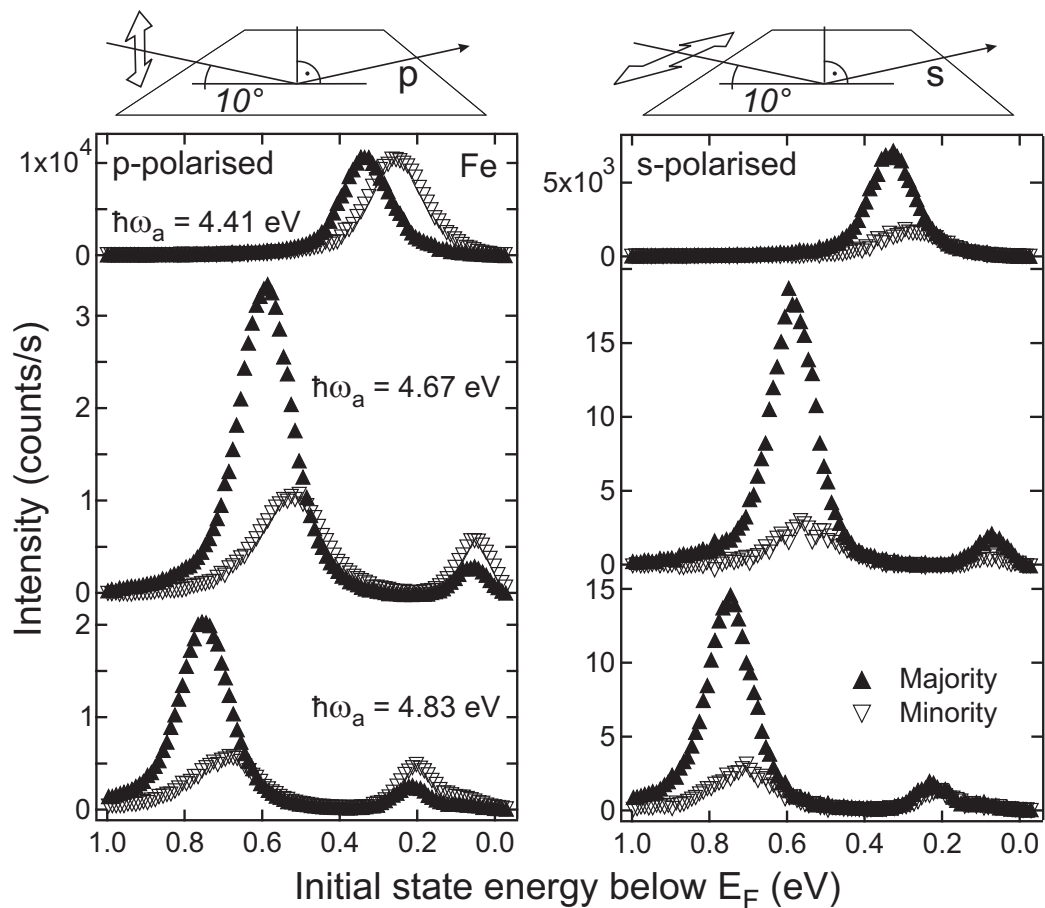 10°
p
10°
s
p-polarised
Fe
s-polarised
1x10⁴
ħωₐ = 4.41 eV
0
5x10³
0
3
2
1
0
ħωₐ = 4.67 eV
15
10
5
0
2
1
0
ħωₐ = 4.83 eV
15
10
5
0
Majority
Minority
1.0 0.8 0.6 0.4 0.2 0.0
1.0 0.8 0.6 0.4 0.2 0.0
Intensity (counts/s)
Initial state energy below E_F (eV)